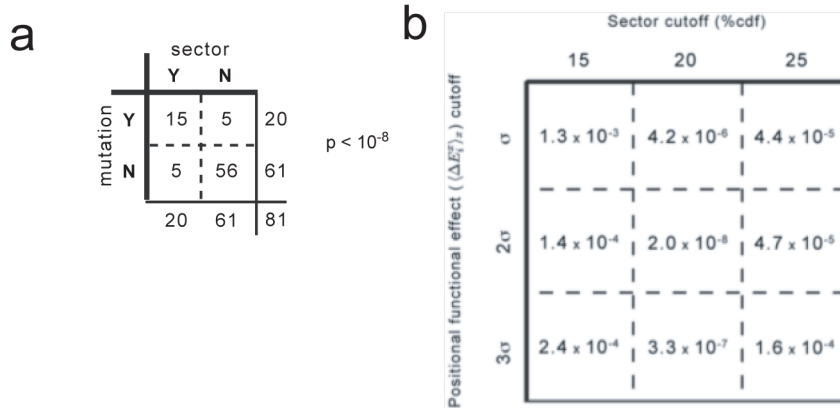 a
sector
Y N
mutation
Y 15 5 20
N 5 56 61
20 61 81
p < 10⁻⁸
b
Sector cutoff (%cdf)
15 20 25
Positional functional effect (⟨ΔEᵢˣ⟩ₓ) cutoff
σ 1.3 x 10⁻³ 4.2 x 10⁻⁶ 4.4 x 10⁻⁵
2σ 1.4 x 10⁻⁴ 2.0 x 10⁻⁸ 4.7 x 10⁻⁵
3σ 2.4 x 10⁻⁴ 3.3 x 10⁻⁷ 1.6 x 10⁻⁴